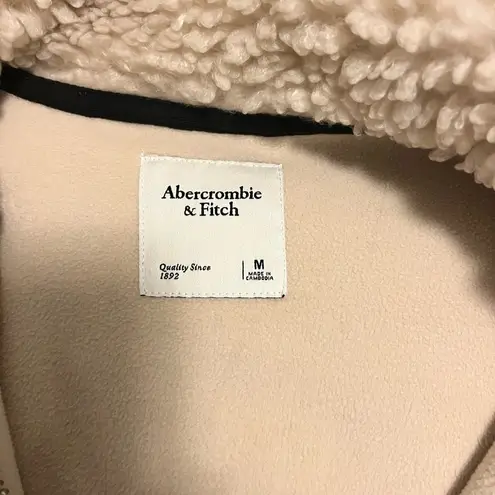 Abercrombie
& Fitch
Quality Since
1892
M
MADE IN
CAMBODIA